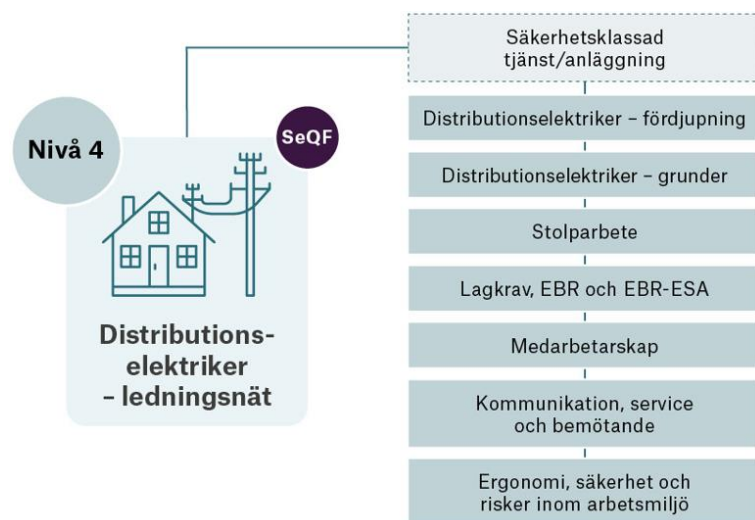 Säkerhetsklassad
tjänst/anläggning
Nivå 4
SeQF
Distributions-
elektriker
– ledningsnät
Distributionselektriker – fördjupning
Distributionselektriker – grunder
Stolparbete
Lagkrav, EBR och EBR-ESA
Medarbetarskap
Kommunikation, service
och bemötande
Ergonomi, säkerhet och
risker inom arbetsmiljö